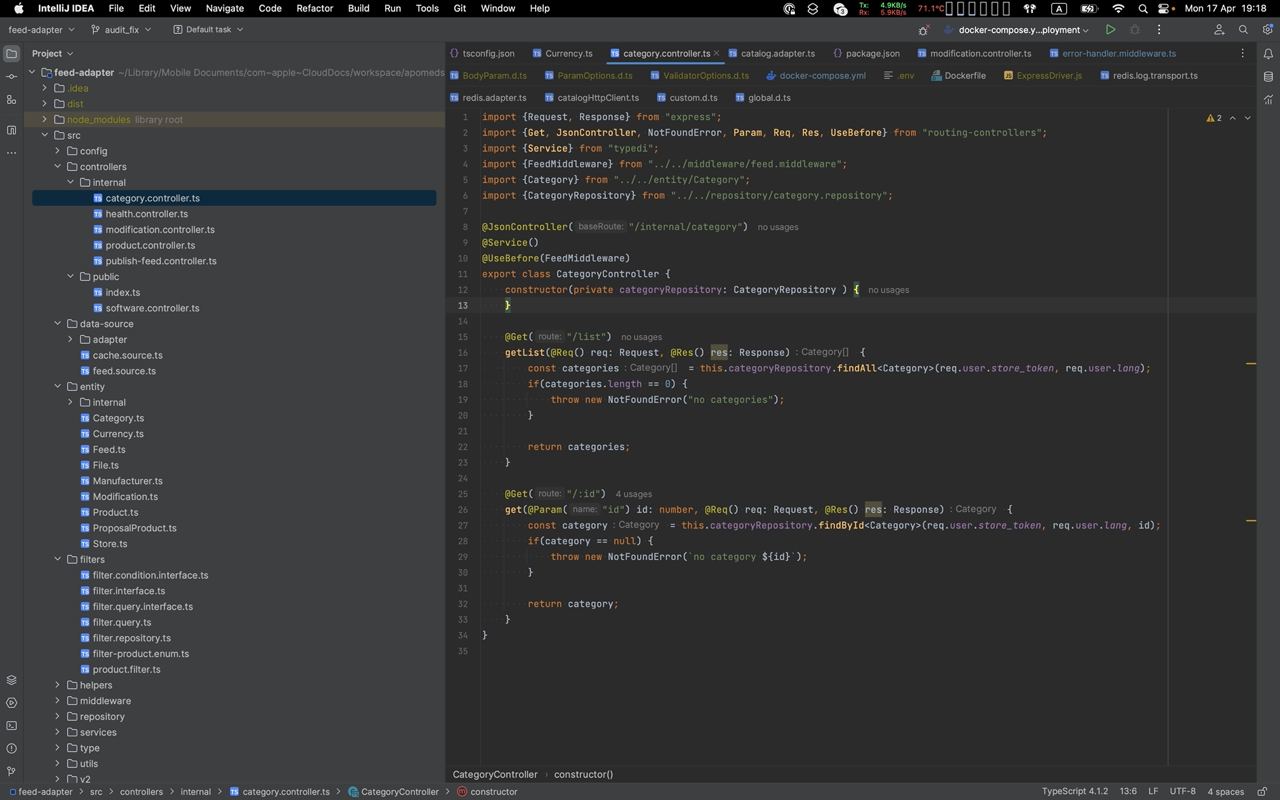 IntelliJ IDEA File Edit View Navigate Code Refactor Build Run Tools Git Window Help
3 Tx: 4.9KB/s Rx: 5.9KB/s 71.1°C A Mon 17 Apr 19:18
feed-adapter audit_fix Default task docker-compose.y...ployment
Project
feed-adapter ~/Library/Mobile Documents/com~apple~CloudDocs/workspace/apomeds
.idea
dist
node_modules library root
src
config
controllers
internal
category.controller.ts
health.controller.ts
modification.controller.ts
product.controller.ts
publish-feed.controller.ts
public
index.ts
software.controller.ts
data-source
adapter
cache.source.ts
feed.source.ts
entity
internal
Category.ts
Currency.ts
Feed.ts
File.ts
Manufacturer.ts
Modification.ts
Product.ts
ProposalProduct.ts
Store.ts
filters
filter.condition.interface.ts
filter.interface.ts
filter.query.interface.ts
filter.query.ts
filter.repository.ts
filter-product.enum.ts
product.filter.ts
helpers
middleware
repository
services
type
utils
v2
tsconfig.json Currency.ts category.controller.ts catalog.adapter.ts package.json modification.controller.ts error-handler.middleware.ts
BodyParam.d.ts ParamOptions.d.ts ValidatorOptions.d.ts docker-compose.yml .env Dockerfile ExpressDriver.js redis.log.transport.ts
redis.adapter.ts catalogHttpClient.ts custom.d.ts global.d.ts
2
1 import {Request, Response} from "express";
2 import {Get, JsonController, NotFoundError, Param, Req, Res, UseBefore} from "routing-controllers";
3 import {Service} from "typedi";
4 import {FeedMiddleware} from "../../middleware/feed.middleware";
5 import {Category} from "../../entity/Category";
6 import {CategoryRepository} from "../../repository/category.repository";
7
8 @JsonController( baseRoute: "/internal/category") no usages
9 @Service()
10 @UseBefore(FeedMiddleware)
11 export class CategoryController {
12 constructor(private categoryRepository: CategoryRepository ) { no usages
13 }
14
15 @Get( route: "/list") no usages
16 getList(@Req() req: Request, @Res() res: Response) : Category[] {
17 const categories : Category[] = this.categoryRepository.findAll<Category>(req.user.store_token, req.user.lang);
18 if(categories.length == 0) {
19 throw new NotFoundError("no categories");
20 }
21
22 return categories;
23 }
24
25 @Get( route: "/:id") 4 usages
26 get(@Param( name: "id") id: number, @Req() req: Request, @Res() res: Response) : Category {
27 const category : Category = this.categoryRepository.findById<Category>(req.user.store_token, req.user.lang, id);
28 if(category == null) {
29 throw new NotFoundError(`no category ${id}`);
30 }
31
32 return category;
33 }
34 }
35
CategoryController constructor()
feed-adapter src controllers internal category.controller.ts CategoryController constructor TypeScript 4.1.2 13:6 LF UTF-8 4 spaces